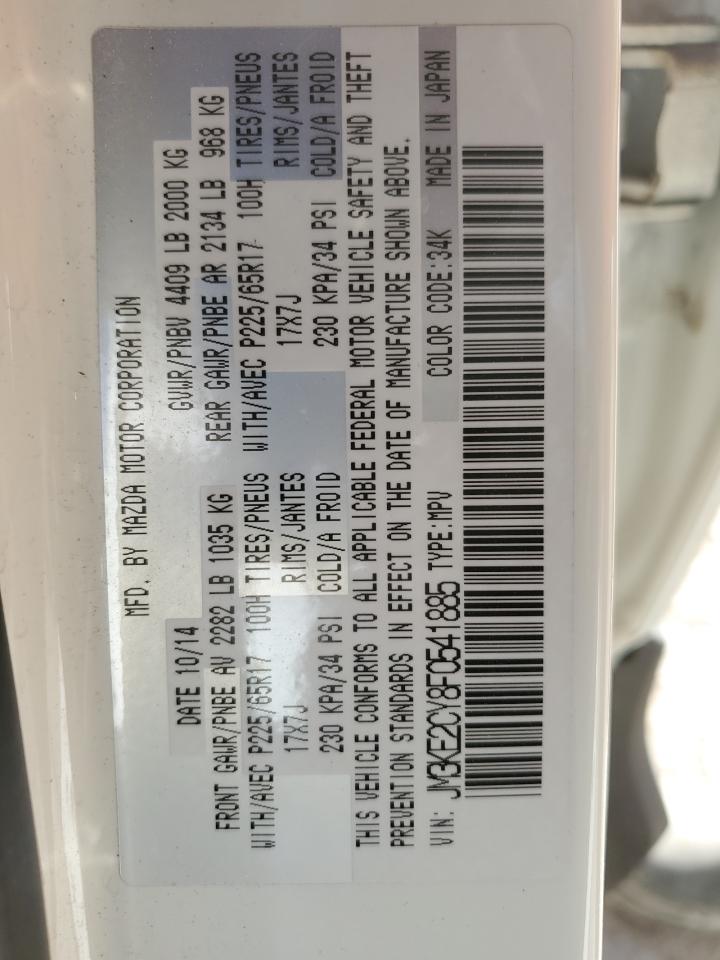 MFD. BY MAZDA MOTOR CORPORATION
DATE 10/14 GVWR/PNBV 4409 LB 2000 KG
FRONT GAWR/PNBE AV 2282 LB 1035 KG REAR GAWR/PNBE AR 2134 LB 968 KG
WITH/AVEC P225/65R17 100H TIRES/PNEUS WITH/AVEC P225/65R17 100H TIRES/PNEUS
17X7J RIMS/JANTES 17X7J RIMS/JANTES
230 KPA/34 PSI COLD/A FROID 230 KPA/34 PSI COLD/A FROID
THIS VEHICLE CONFORMS TO ALL APPLICABLE FEDERAL MOTOR VEHICLE SAFETY AND THEFT
PREVENTION STANDARDS IN EFFECT ON THE DATE OF MANUFACTURE SHOWN ABOVE.
VIN: JM3KE2CY8F0541885 TYPE:MPV COLOR CODE:34K MADE IN JAPAN